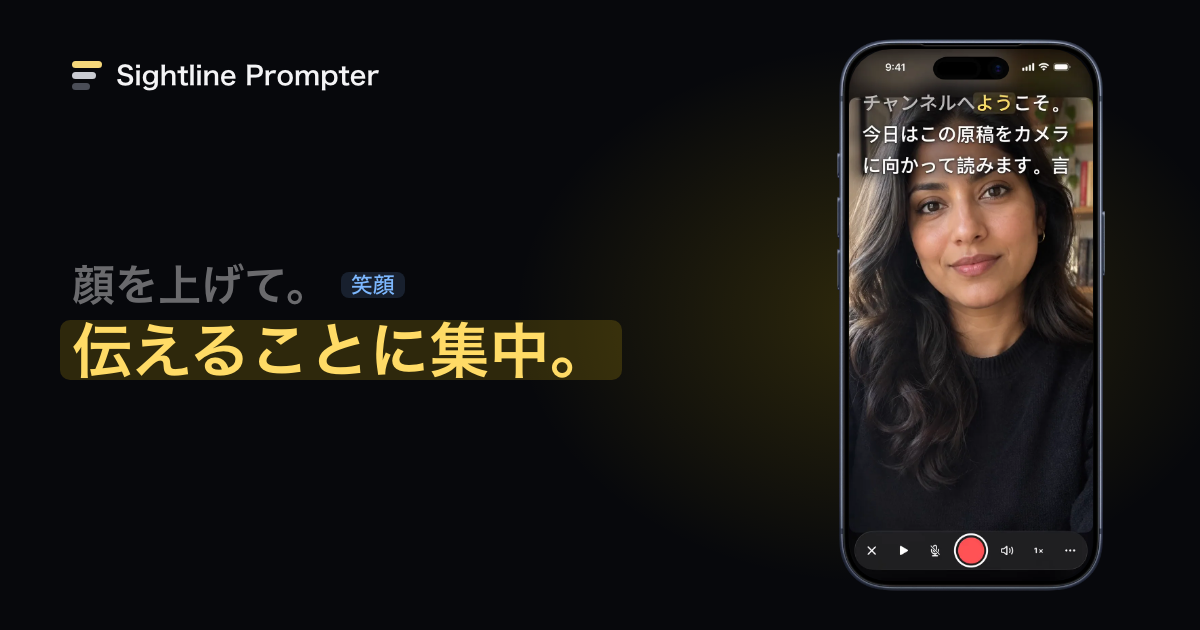 Sightline Prompter
顔を上げて。 笑顔
伝えることに集中。
9:41
チャンネルへようこそ。
今日はこの原稿をカメラ
に向かって読みます。言
1×